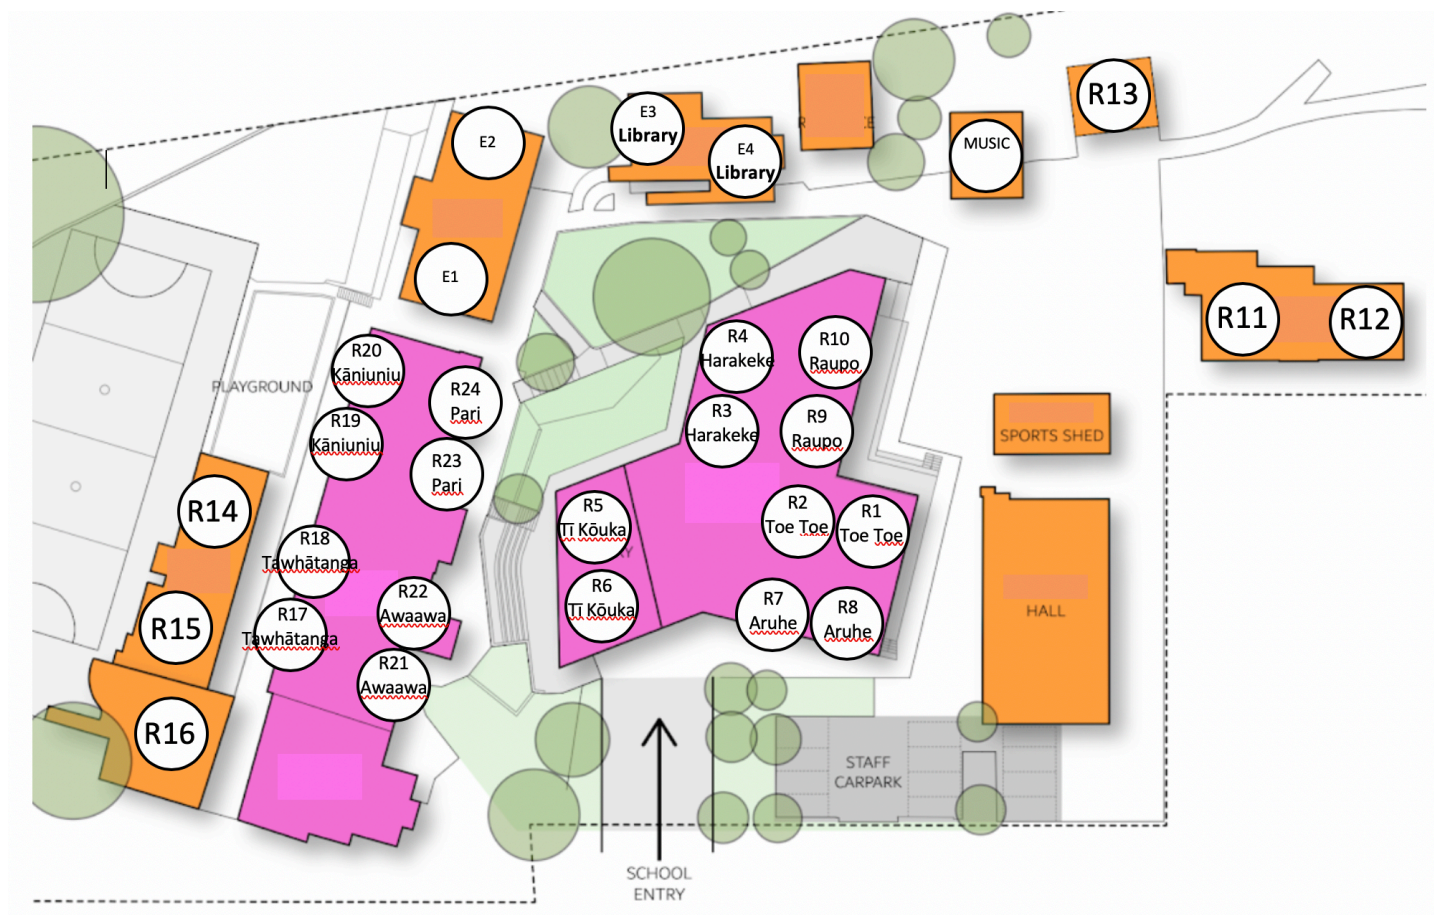 R13
E3
Library
E2
MUSIC
E4
Library
E1
R11
R12
R4
Harakeke
R10
Raupo
R20
Kāniuniu
PLAYGROUND
R24
Pari
R3
Harakeke
R9
Raupo
R19
Kāniuniu
SPORTS SHED
R23
Pari
R14
R5
Tī Kōuka
R2
Toe Toe
R1
Toe Toe
R18
Tawhātanga
R6
Tī Kōuka
R22
Awaawa
R7
Aruhe
R8
Aruhe
HALL
R15
R17
Tawhātanga
R21
Awaawa
R16
STAFF
CARPARK
SCHOOL
ENTRY